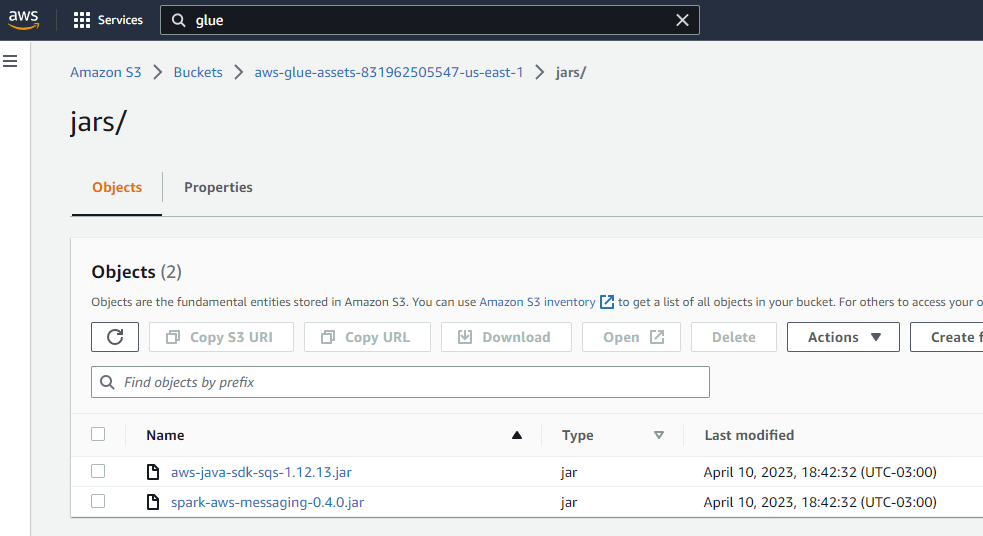 aws Services glue
Amazon S3 Buckets aws-glue-assets-831962505547-us-east-1 jars/
jars/
Objects Properties
Objects (2)
Objects are the fundamental entities stored in Amazon S3. You can use Amazon S3 inventory to get a list of all objects in your bucket. For others to access your o
Copy S3 URI Copy URL Download Open Delete Actions Create f
Find objects by prefix
Name Type Last modified
aws-java-sdk-sqs-1.12.13.jar jar April 10, 2023, 18:42:32 (UTC-03:00)
spark-aws-messaging-0.4.0.jar jar April 10, 2023, 18:42:32 (UTC-03:00)